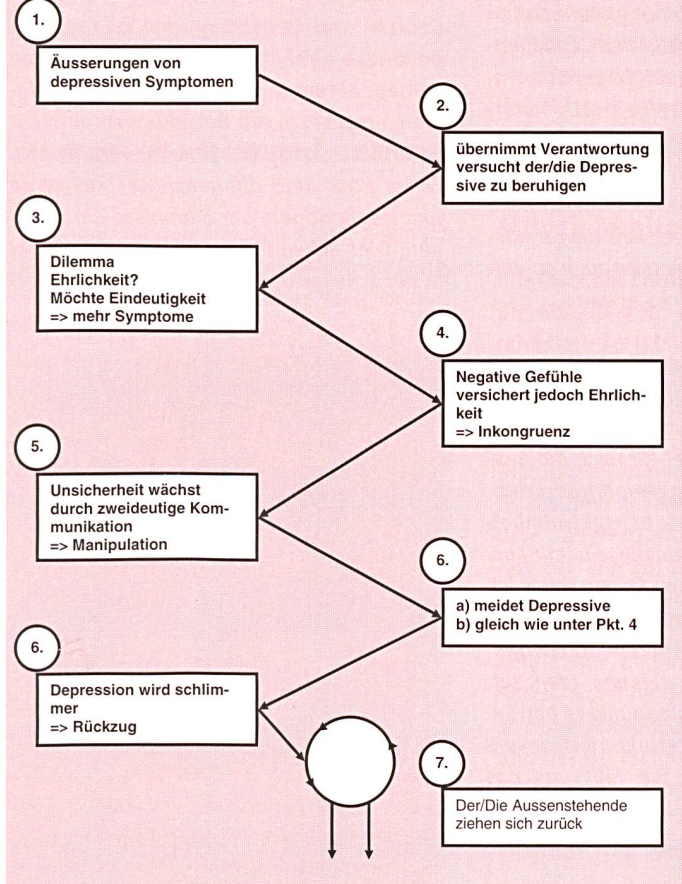 1.
Äusserungen von
depressiven Symptomen
2.
übernimmt Verantwortung
versucht der/die Depres-
sive zu beruhigen
3.
Dilemma
Ehrlichkeit?
Möchte Eindeutigkeit
=> mehr Symptome
4.
Negative Gefühle
versichert jedoch Ehrlich-
keit
=> Inkongruenz
5.
Unsicherheit wächst
durch zweideutige Kom-
munikation
=> Manipulation
6.
a) meidet Depressive
b) gleich wie unter Pkt. 4
6.
Depression wird schlim-
mer
=> Rückzug
7.
Der/Die Aussenstehende
ziehen sich zurück